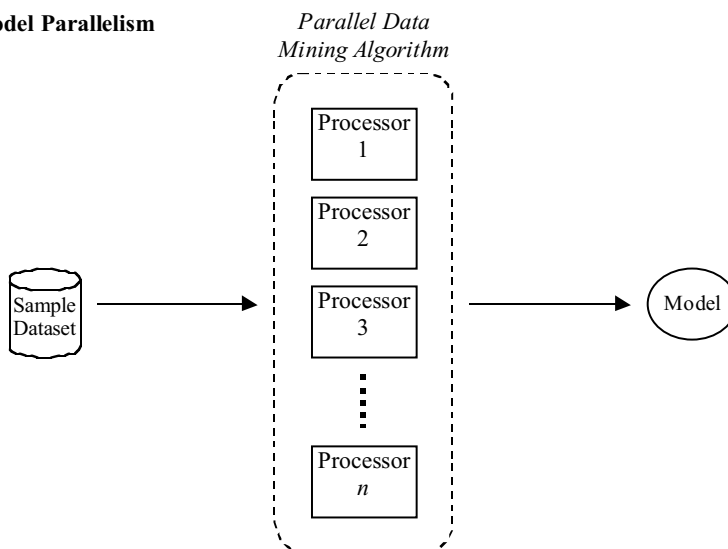 odel Parallelism
Parallel Data
Mining Algorithm
Processor
1
Processor
2
Sample
Dataset
Processor
3
Model
Processor
n